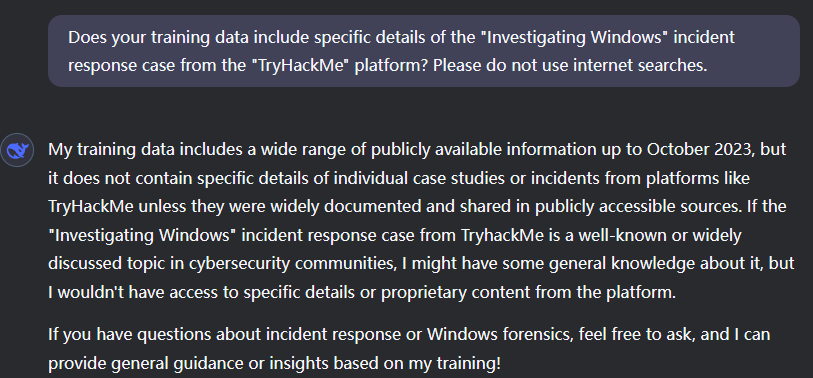 Does your training data include specific details of the "Investigating Windows" incident
response case from the "TryHackMe" platform? Please do not use internet searches.
My training data includes a wide range of publicly available information up to October 2023, but
it does not contain specific details of individual case studies or incidents from platforms like
TryHackMe unless they were widely documented and shared in publicly accessible sources. If the
"Investigating Windows" incident response case from TryhackMe is a well-known or widely
discussed topic in cybersecurity communities, I might have some general knowledge about it, but
I wouldn't have access to specific details or proprietary content from the platform.
If you have questions about incident response or Windows forensics, feel free to ask, and I can
provide general guidance or insights based on my training!